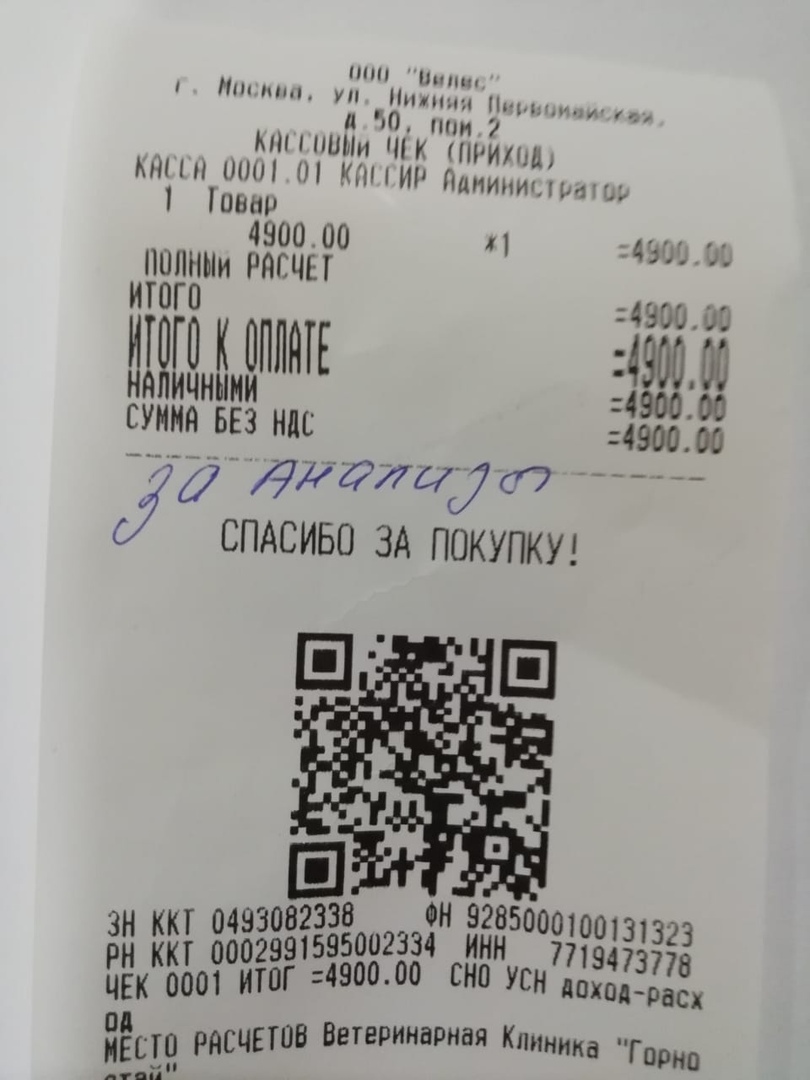 ООО "Велес"
г. Москва, ул. Нижняя Первомайская,
д.50, пом.2
КАССОВЫЙ ЧЕК (ПРИХОД)
КАССА 0001.01 КАССИР Администратор
1 Товар
4900.00 *1 =4900.00
ПОЛНЫЙ РАСЧЕТ
ИТОГО =4900.00
ИТОГО К ОПЛАТЕ =4900.00
НАЛИЧНЫМИ =4900.00
СУММА БЕЗ НДС =4900.00
за анализы
СПАСИБО ЗА ПОКУПКУ!
ЗН ККТ 0493082338 ФН 9285000100131323
РН ККТ 0002991595002334 ИНН 7719473778
ЧЕК 0001 ИТОГ =4900.00 СНО УСН доход-расх
од
МЕСТО РАСЧЕТОВ Ветеринарная Клиника "Горно
стай"